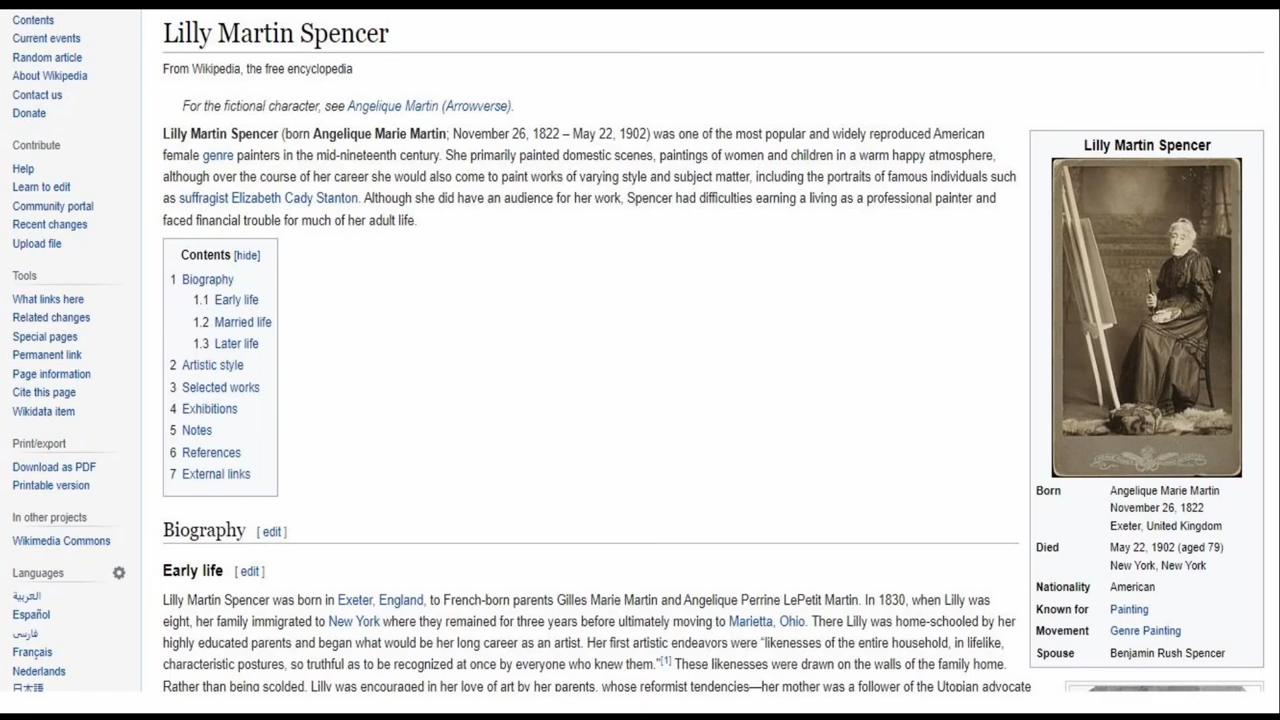 Contents
Current events
Random article
About Wikipedia
Contact us
Donate
Contribute
Help
Learn to edit
Community portal
Recent changes
Upload file
Tools
What links here
Related changes
Special pages
Permanent link
Page information
Cite this page
Wikidata item
Print/export
Download as PDF
Printable version
In other projects
Wikimedia Commons
Languages
العربية
Español
فارسی
Français
Nederlands
日本語
Lilly Martin Spencer
From Wikipedia, the free encyclopedia
For the fictional character, see Angelique Martin (Arrowverse).
Lilly Martin Spencer (born Angelique Marie Martin; November 26, 1822 – May 22, 1902) was one of the most popular and widely reproduced American
female genre painters in the mid-nineteenth century. She primarily painted domestic scenes, paintings of women and children in a warm happy atmosphere,
although over the course of her career she would also come to paint works of varying style and subject matter, including the portraits of famous individuals such
as suffragist Elizabeth Cady Stanton. Although she did have an audience for her work, Spencer had difficulties earning a living as a professional painter and
faced financial trouble for much of her adult life.
Contents [hide]
1 Biography
1.1 Early life
1.2 Married life
1.3 Later life
2 Artistic style
3 Selected works
4 Exhibitions
5 Notes
6 References
7 External links
Biography [ edit ]
Early life [ edit ]
Lilly Martin Spencer was born in Exeter, England, to French-born parents Gilles Marie Martin and Angelique Perrine LePetit Martin. In 1830, when Lilly was
eight, her family immigrated to New York where they remained for three years before ultimately moving to Marietta, Ohio. There Lilly was home-schooled by her
highly educated parents and began what would be her long career as an artist. Her first artistic endeavors were “likenesses of the entire household, in lifelike,
characteristic postures, so truthful as to be recognized at once by everyone who knew them.”[1] These likenesses were drawn on the walls of the family home.
Rather than being scolded, Lilly was encouraged in her love of art by her parents, whose reformist tendencies—her mother was a follower of the Utopian advocate
Lilly Martin Spencer
Born Angelique Marie Martin
November 26, 1822
Exeter, United Kingdom
Died May 22, 1902 (aged 79)
New York, New York
Nationality American
Known for Painting
Movement Genre Painting
Spouse Benjamin Rush Spencer